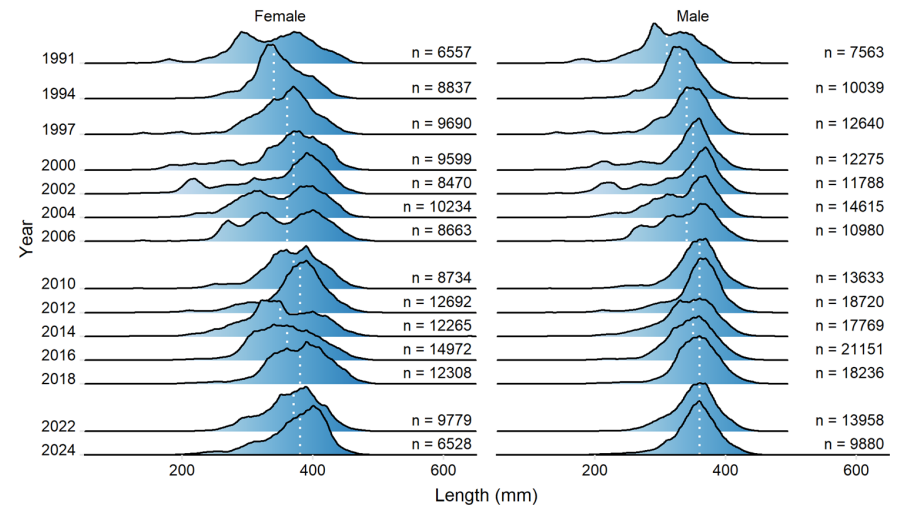 Female Male
1991 n = 6557 n = 7563
1994 n = 8837 n = 10039
1997 n = 9690 n = 12640
2000 n = 9599 n = 12275
2002 n = 8470 n = 11788
2004 n = 10234 n = 14615
2006 n = 8663 n = 10980
Year
2010 n = 8734 n = 13633
2012 n = 12692 n = 18720
2014 n = 12265 n = 17769
2016 n = 14972 n = 21151
2018 n = 12308 n = 18236
2022 n = 9779 n = 13958
2024 n = 6528 n = 9880
200 400 600 200 400 600
Length (mm)